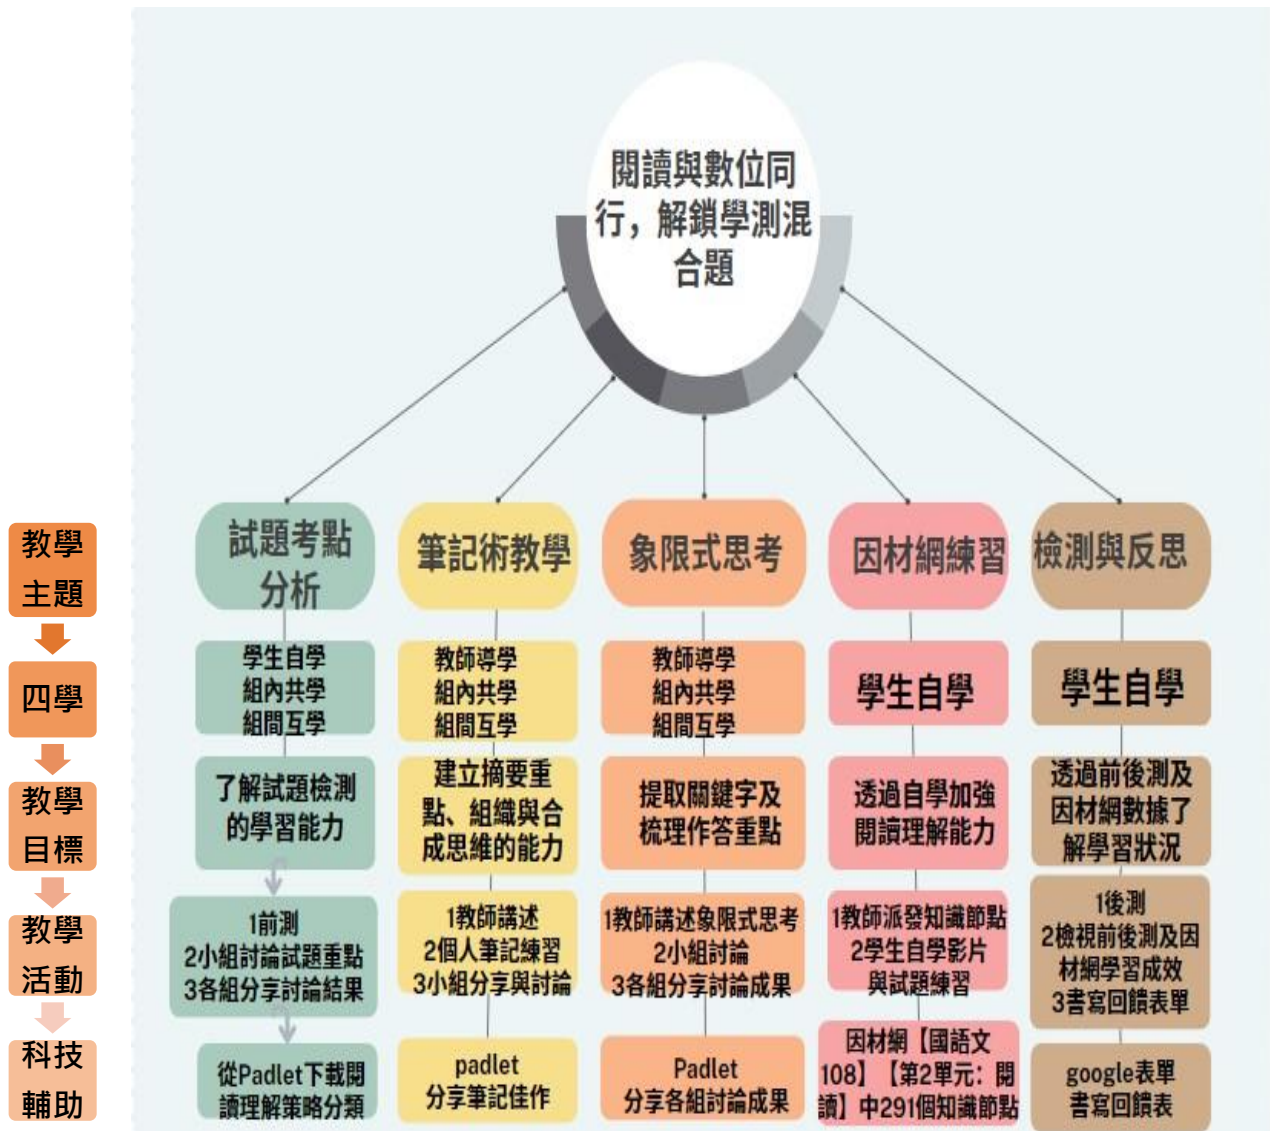 閱讀與數位同
行，解鎖學測混
合題
教學
主題
試題考點
分析
筆記術教學
象限式思考
因材網練習
檢測與反思
四學
學生自學
組內共學
組間互學
教師導學
組內共學
組間互學
教師導學
組內共學
組間互學
學生自學
學生自學
教學
目標
了解試題檢測
的學習能力
建立摘要重
點、組織與合
成思維的能力
提取關鍵字及
梳理作答重點
透過自學加強
閱讀理解能力
透過前後測及
因材網數據了
解學習狀況
教學
活動
1前測
2小組討論試題重點
3各組分享討論結果
1教師講述
2個人筆記練習
3小組分享與討論
1教師講述象限式思考
2小組討論
3各組分享討論成果
1教師派發知識節點
2學生自學影片
與試題練習
1後測
2檢視前後測及因
材網學習成效
3書寫回饋表單
科技
輔助
從Padlet下載閱
讀理解策略分類
padlet
分享筆記佳作
Padlet
分享各組討論成果
因材網【國語文
108】【第2單元：閱
讀】中291個知識節點
google表單
書寫回饋表